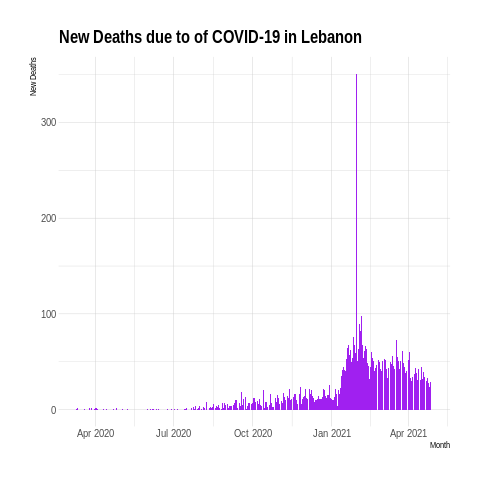 New Deaths due to of COVID-19 in Lebanon
New Deaths
300
200
100
0
Apr 2020 Jul 2020 Oct 2020 Jan 2021 Apr 2021
Month